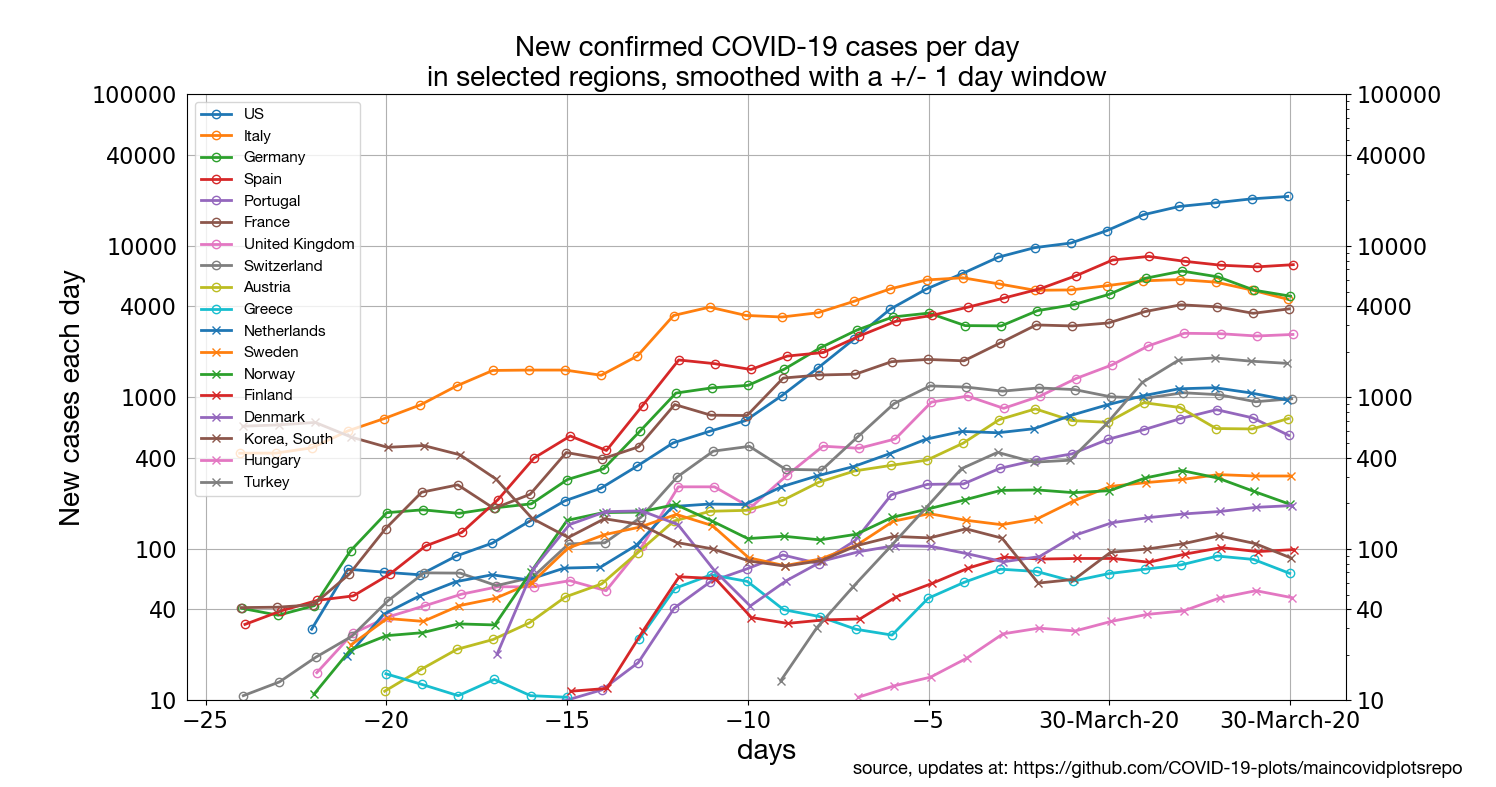 New confirmed COVID-19 cases per day
in selected regions, smoothed with a +/- 1 day window
New cases each day
100000
40000
10000
4000
1000
400
100
40
10
US
Italy
Germany
Spain
Portugal
France
United Kingdom
Switzerland
Austria
Greece
Netherlands
Sweden
Norway
Finland
Denmark
Korea, South
Hungary
Turkey
100000
40000
10000
4000
1000
400
100
40
10
−25 −20 −15 −10 −5 30-March-20 30-March-20
days
source, updates at: https://github.com/COVID-19-plots/maincovidplotsrepo